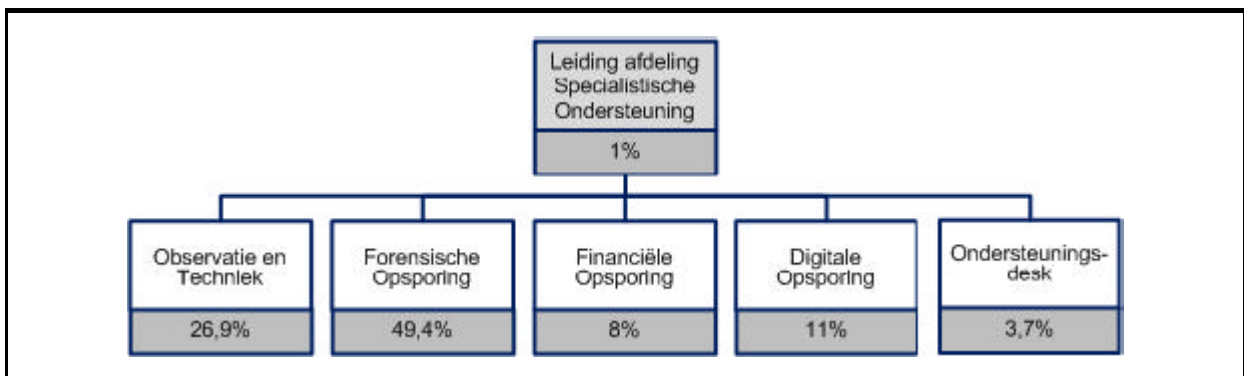 Leiding afdeling
Specialistische
Ondersteuning
1%
Observatie en
Techniek
26,9%
Forensische
Opsporing
49,4%
Financiële
Opsporing
8%
Digitale
Opsporing
11%
Ondersteunings-
desk
3,7%